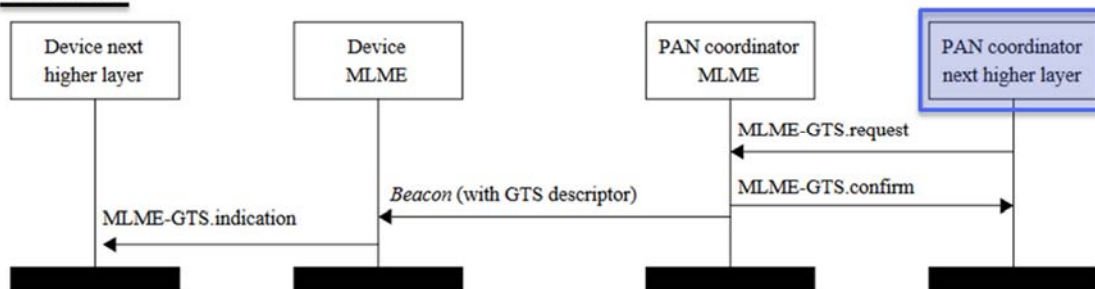 Device next
higher layer
Device
MLME
PAN coordinator
MLME
PAN coordinator
next higher layer
MLME-GTS.request
MLME-GTS.confirm
Beacon (with GTS descriptor)
MLME-GTS.indication